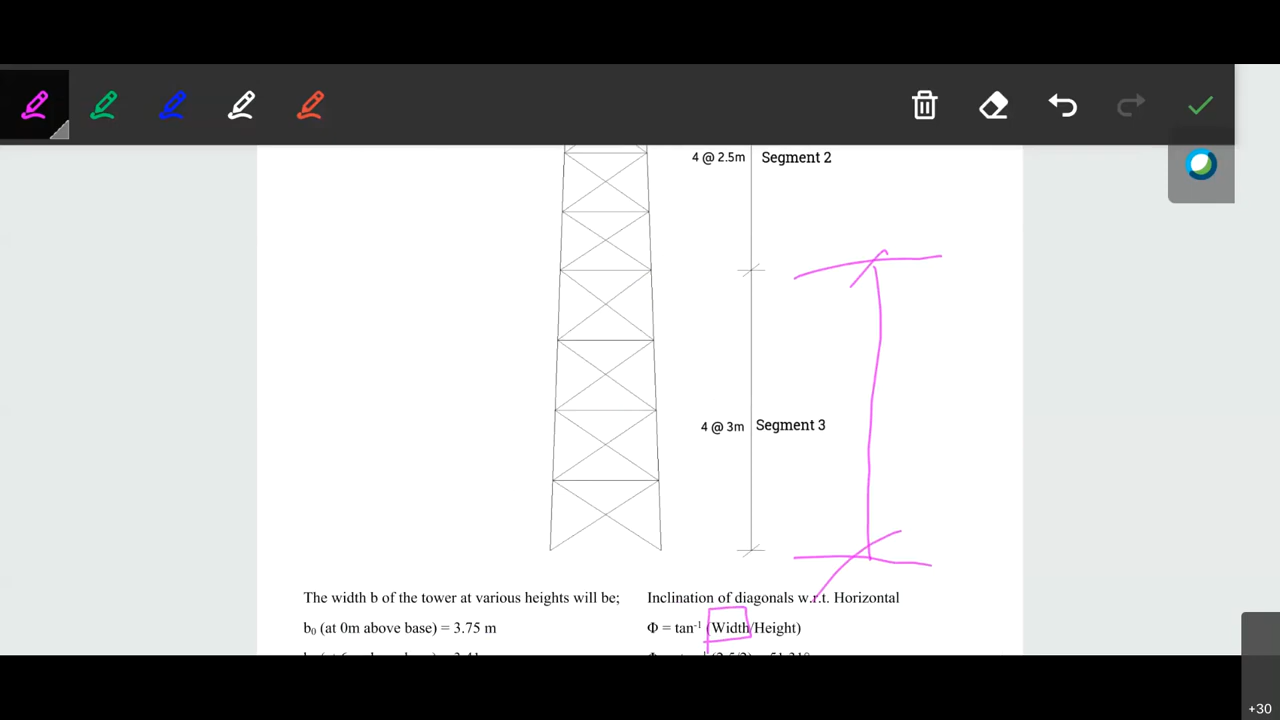 4 @ 2.5m Segment 2
4 @ 3m Segment 3
The width b of the tower at various heights will be; Inclination of diagonals w.r.t. Horizontal
b₀ (at 0m above base) = 3.75 m Φ = tan⁻¹ (Width/Height)
+30